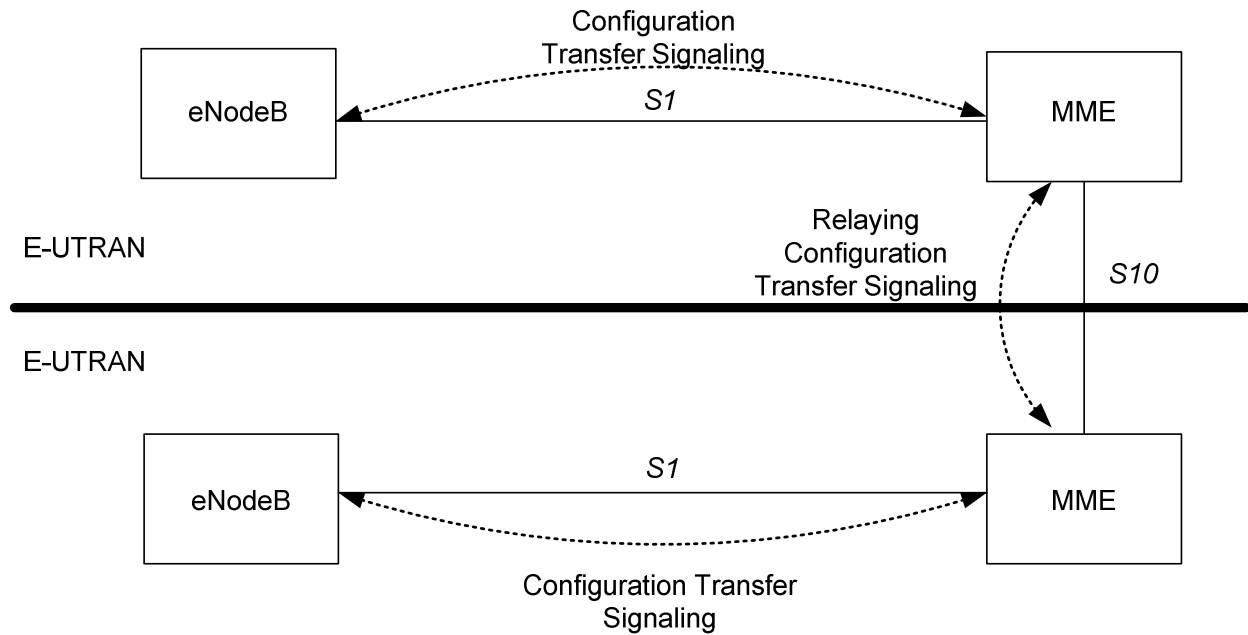 Configuration
Transfer Signaling
eNodeB
S1
MME
Relaying
Configuration
Transfer Signaling
E-UTRAN
S10
E-UTRAN
eNodeB
S1
MME
Configuration Transfer
Signaling